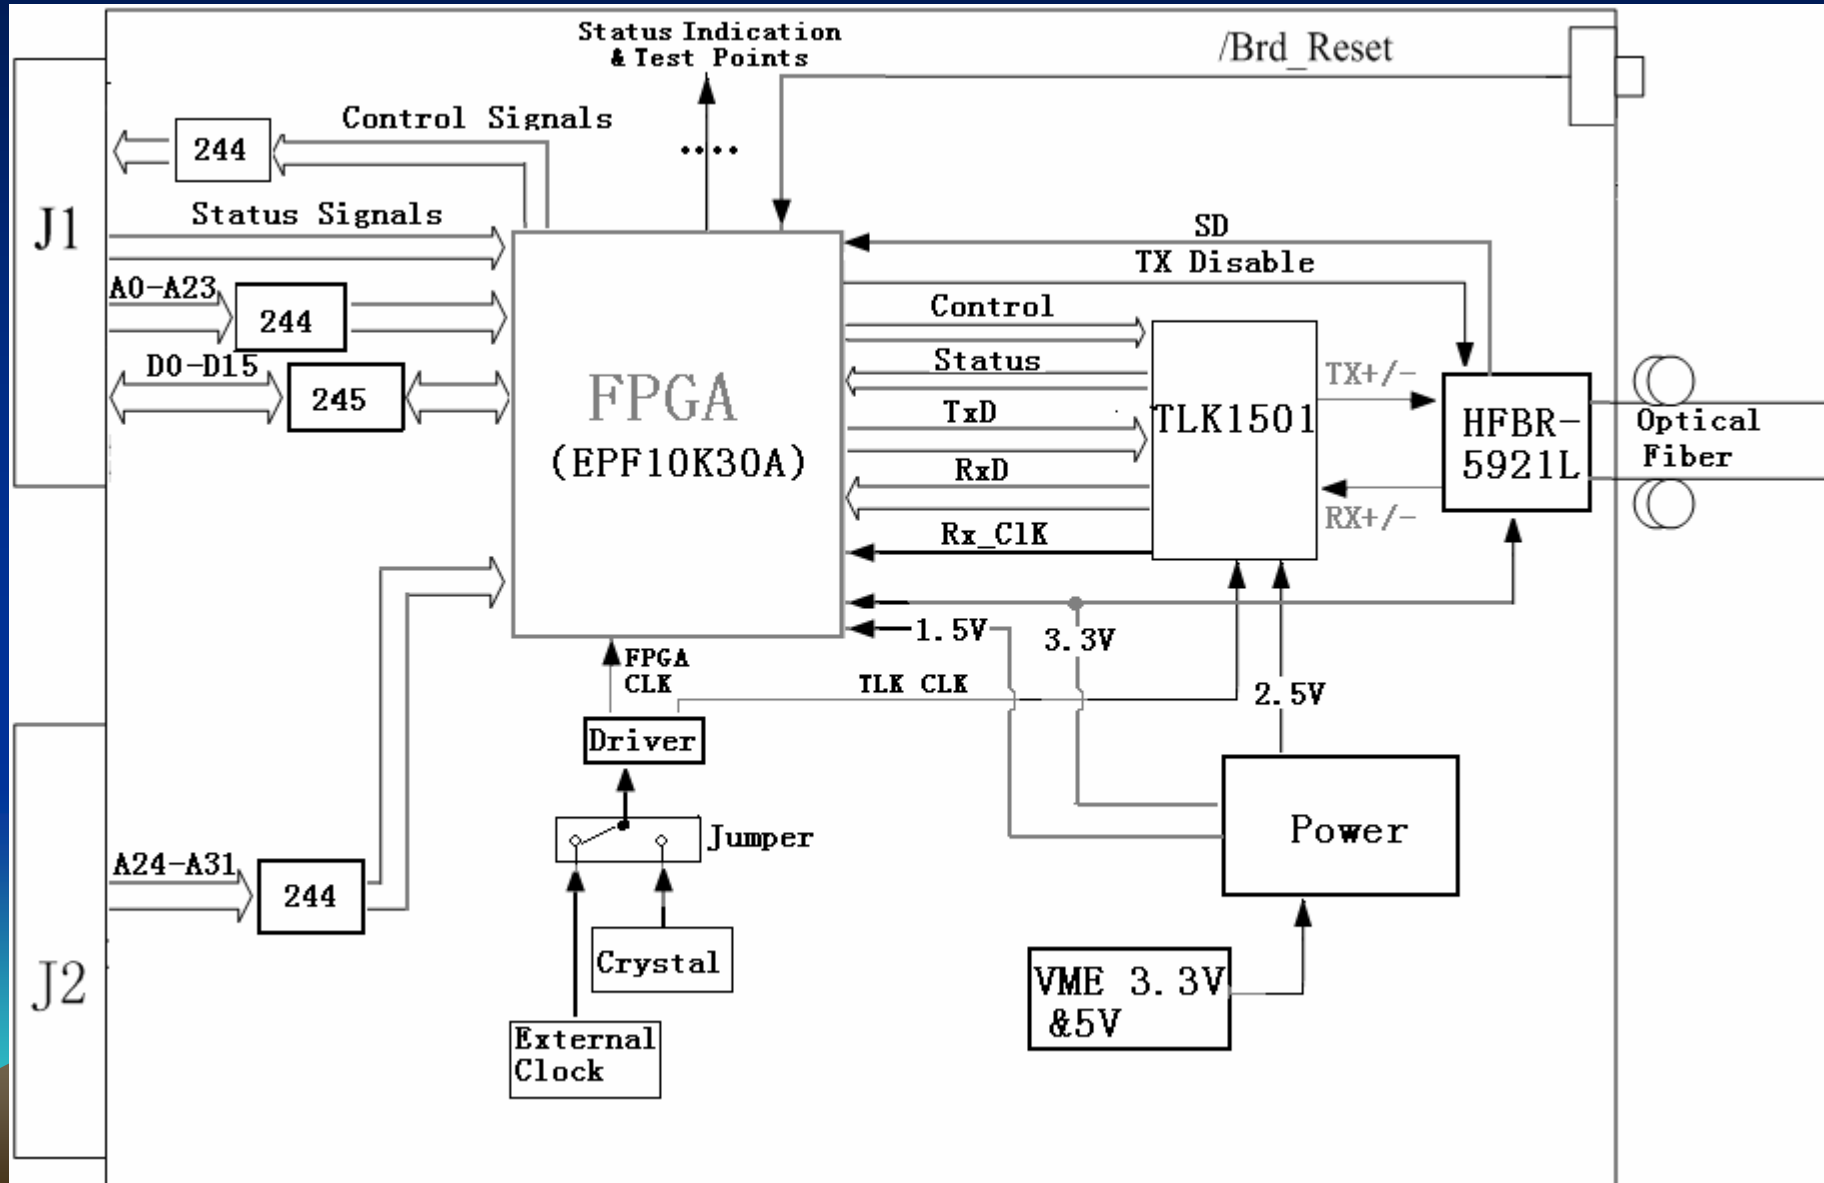 Status Indication
& Test Points
/Brd_Reset
Control Signals
244
J1
Status Signals
SD
TX Disable
A0-A23
244
Control
D0-D15
245
Status
TX+/-
FPGA
(EPF10K30A)
TxD
TLK1501
HFBR-
5921L
Optical
Fiber
RxD
RX+/-
Rx_ClK
1.5V
3.3V
FPGA
CLK
TLK CLK
2.5V
Driver
Jumper
Power
A24-A31
244
Crystal
J2
VME 3.3V
&5V
External
Clock